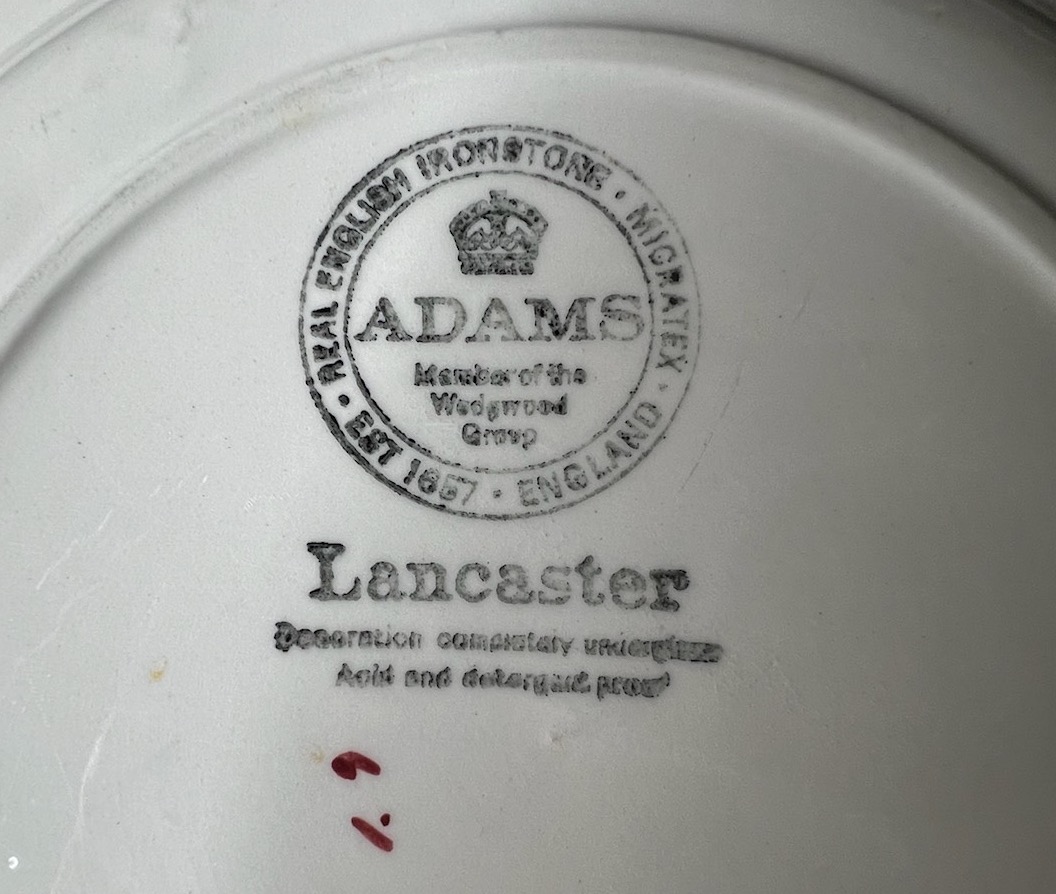 REAL ENGLISH IRONSTONE · MICRATEX · ENGLAND · EST 1657 ·
ADAMS
Member of the
Wedgwood
Group
Lancaster
Decoration completely underglaze
Acid and detergent proof